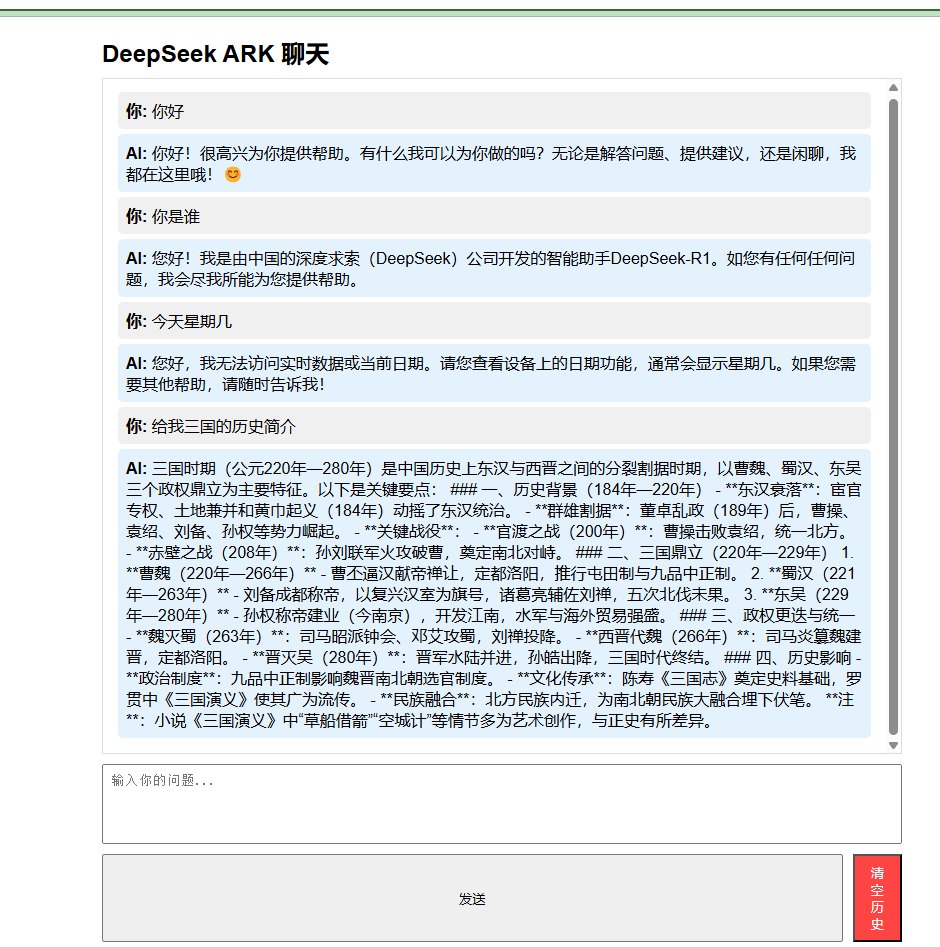 DeepSeek ARK 聊天
你: 你好
AI: 你好！很高兴为你提供帮助。有什么我可以为你做的吗？无论是解答问题、提供建议，还是闲聊，我
都在这里哦！😊
你: 你是谁
AI: 您好！我是由中国的深度求索（DeepSeek）公司开发的智能助手DeepSeek-R1。如您有任何任何问
题，我会尽我所能为您提供帮助。
你: 今天星期几
AI: 您好，我无法访问实时数据或当前日期。请您查看设备上的日期功能，通常会显示星期几。如果您需
要其他帮助，请随时告诉我！
你: 给我三国的历史简介
AI: 三国时期（公元220年—280年）是中国历史上东汉与西晋之间的分裂割据时期，以曹魏、蜀汉、东吴
三个政权鼎立为主要特征。以下是关键要点： ### 一、历史背景（184年—220年） - **东汉衰落**：宦官
专权、土地兼并和黄巾起义（184年）动摇了东汉统治。 - **群雄割据**：董卓乱政（189年）后，曹操、
袁绍、刘备、孙权等势力崛起。 - **关键战役**： - **官渡之战（200年）**：曹操击败袁绍，统一北方。
- **赤壁之战（208年）**：孙刘联军火攻破曹，奠定南北对峙。 ### 二、三国鼎立（220年—229年） 1.
**曹魏（220年—266年）** - 曹丕逼汉献帝禅让，定都洛阳，推行屯田制与九品中正制。 2. **蜀汉（221
年—263年）** - 刘备成都称帝，以复兴汉室为旗号，诸葛亮辅佐刘禅，五次北伐未果。 3. **东吴（229
年—280年）** - 孙权称帝建业（今南京），开发江南，水军与海外贸易强盛。 ### 三、政权更迭与统一
- **魏灭蜀（263年）**：司马昭派钟会、邓艾攻蜀，刘禅投降。 - **西晋代魏（266年）**：司马炎篡魏建
晋，定都洛阳。 - **晋灭吴（280年）**：晋军水陆并进，孙皓出降，三国时代终结。 ### 四、历史影响 -
**政治制度**：九品中正制影响魏晋南北朝选官制度。 - **文化传承**：陈寿《三国志》奠定史料基础，罗
贯中《三国演义》使其广为流传。 - **民族融合**：北方民族内迁，为南北朝民族大融合埋下伏笔。 **注
**：小说《三国演义》中“草船借箭”“空城计”等情节多为艺术创作，与正史有所差异。
输入你的问题...
发送
清
空
历
史